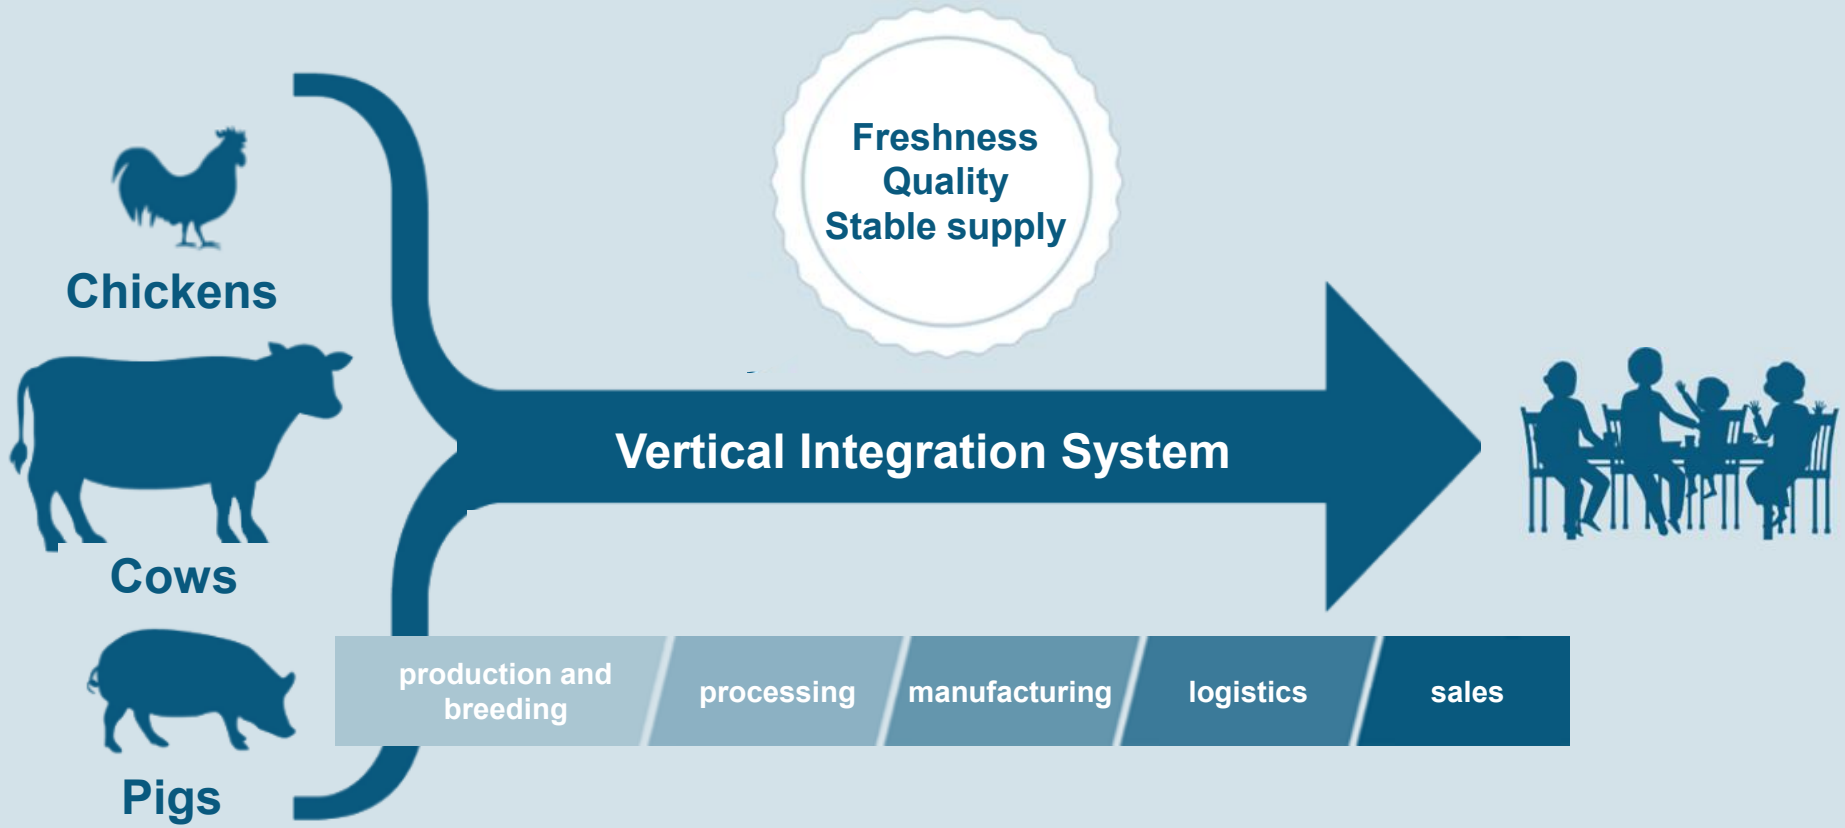 Freshness
Quality
Stable supply
Chickens
Vertical Integration System
Cows
production and
breeding
processing
manufacturing
logistics
sales
Pigs